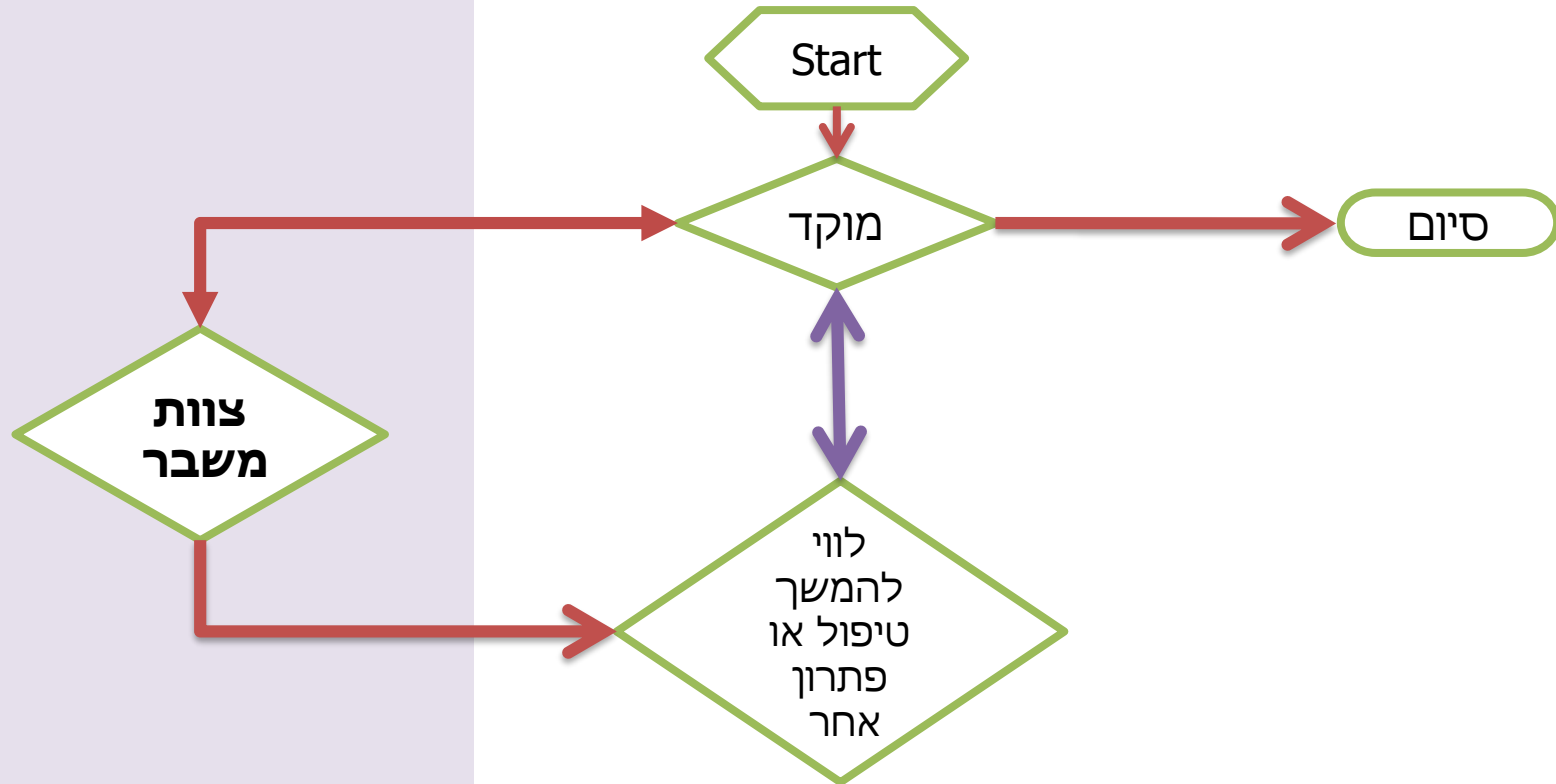 Start
מוקד
סיום
צוות
משבר
לווי
להמשך
טיפול או
פתרון
אחר